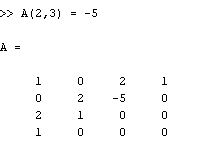 >> A(2,3) = -5
A =
1 0 2 1
0 2 -5 0
2 1 0 0
1 0 0 0